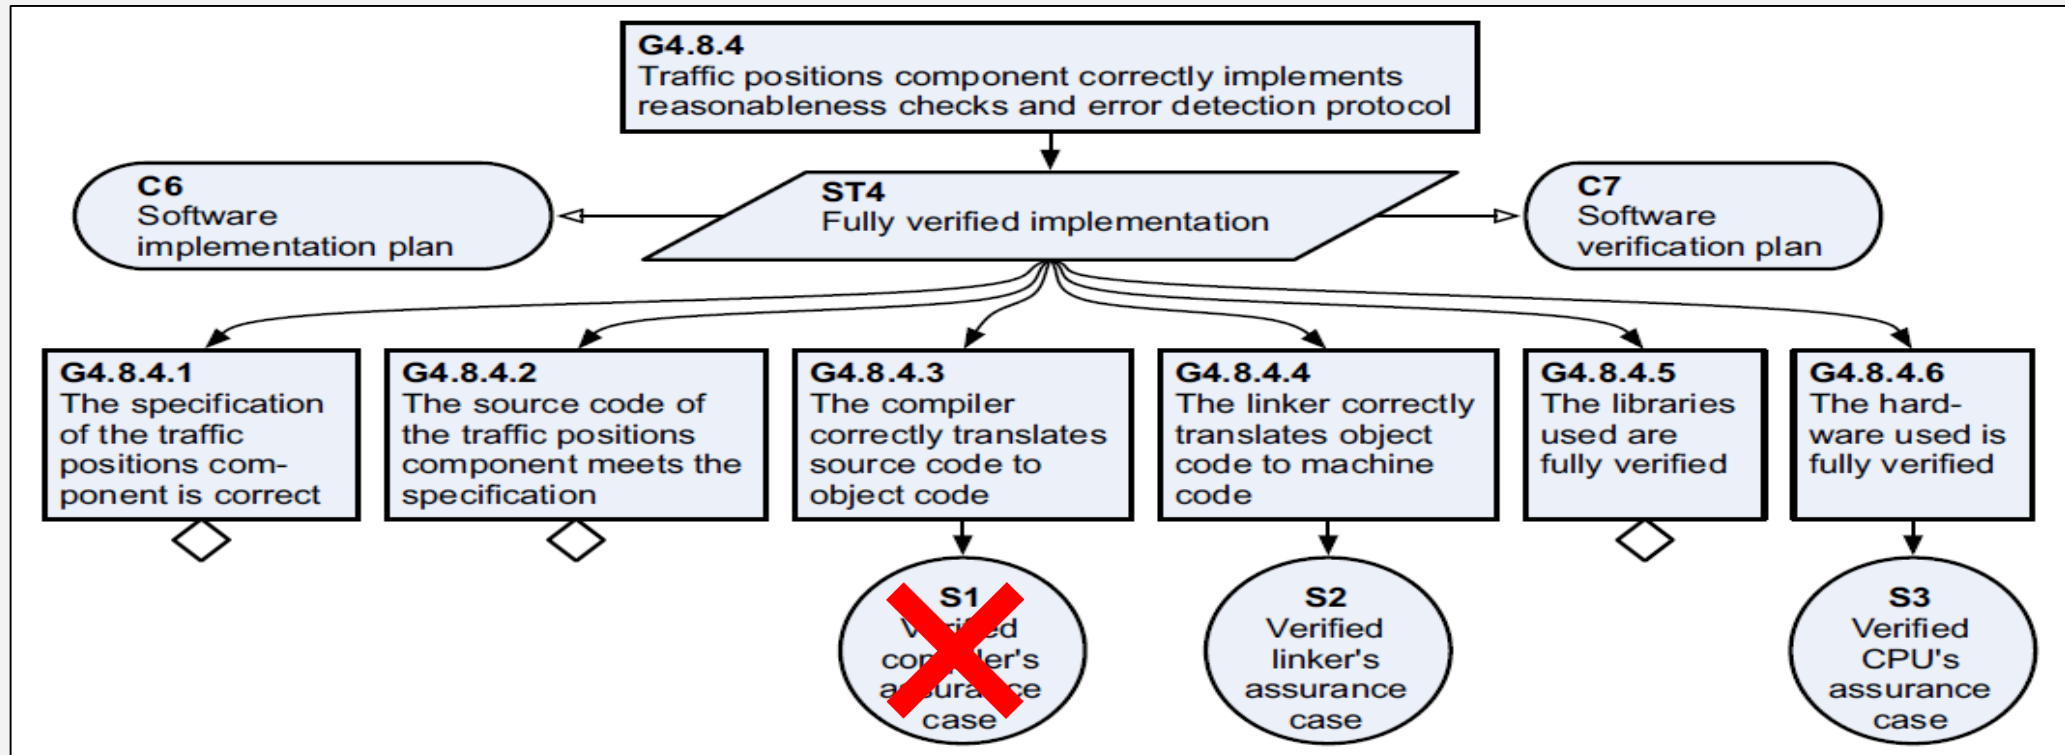 G4.8.4
Traffic positions component correctly implements
reasonableness checks and error detection protocol
C6
Software
implementation plan
ST4
Fully verified implementation
C7
Software
verification plan
G4.8.4.1
The specification
of the traffic
positions com-
ponent is correct
G4.8.4.2
The source code of
the traffic positions
component meets the
specification
G4.8.4.3
The compiler
correctly translates
source code to
object code
G4.8.4.4
The linker correctly
translates object
code to machine
code
G4.8.4.5
The libraries
used are
fully verified
G4.8.4.6
The hard-
ware used is
fully verified
S1
Verified
compiler's
assurance
case
S2
Verified
linker's
assurance
case
S3
Verified
CPU's
assurance
case